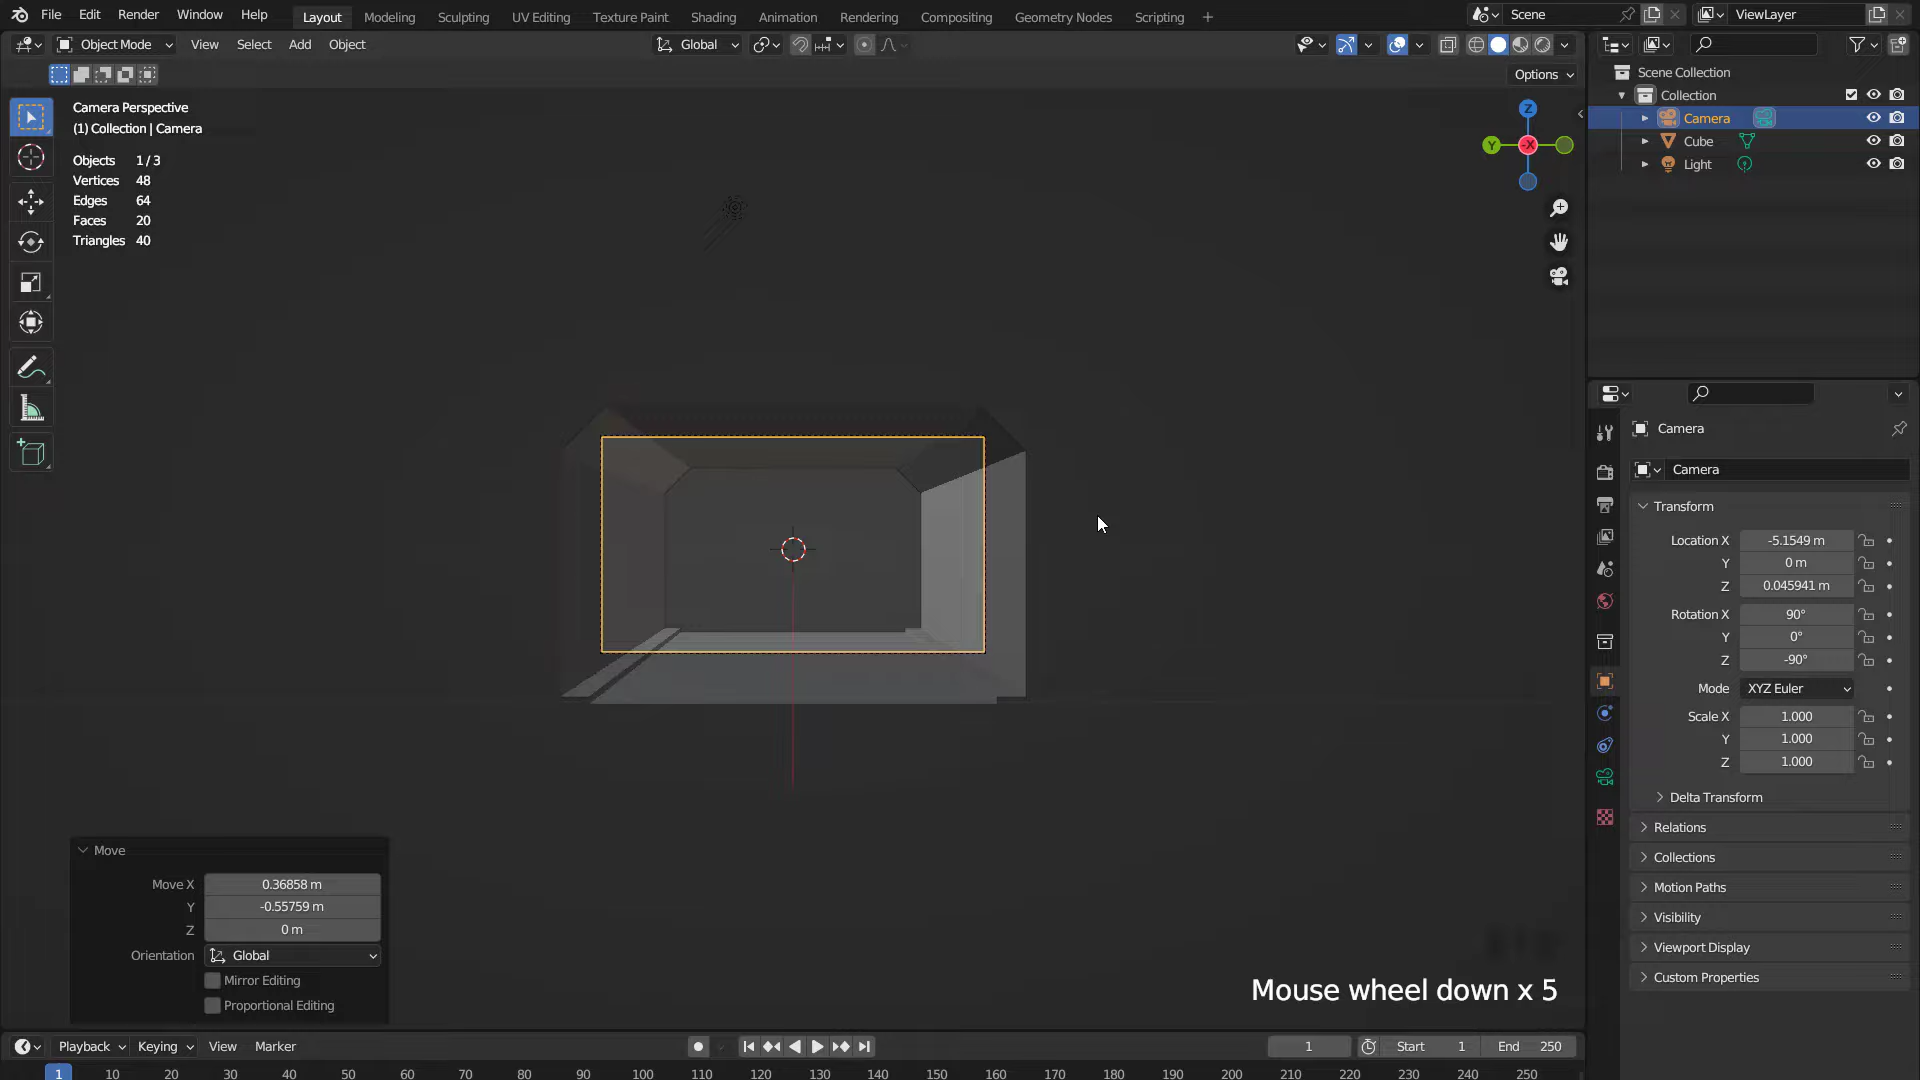 File Edit Render Window Help Layout Modeling Sculpting UV Editing Texture Paint Shading Animation Rendering Compositing Geometry Nodes Scripting + Scene ViewLayer
Object Mode View Select Add Object Global
Options
Camera Perspective
(1) Collection | Camera
Objects 1 / 3
Vertices 48
Edges 64
Faces 20
Triangles 40
Z
Y
-X
Scene Collection
Collection
Camera
Cube
Light
Camera
Camera
Transform
Location X -5.1549 m
Y 0 m
Z 0.045941 m
Rotation X 90°
Y 0°
Z -90°
Mode XYZ Euler
Scale X 1.000
Y 1.000
Z 1.000
Delta Transform
Relations
Collections
Motion Paths
Visibility
Viewport Display
Custom Properties
Move
Move X 0.36858 m
Y -0.55759 m
Z 0 m
Orientation Global
Mirror Editing
Proportional Editing
Mouse wheel down x 5
Playback Keying View Marker 1 Start 1 End 250
1 10 20 30 40 50 60 70 80 90 100 110 120 130 140 150 160 170 180 190 200 210 220 230 240 250